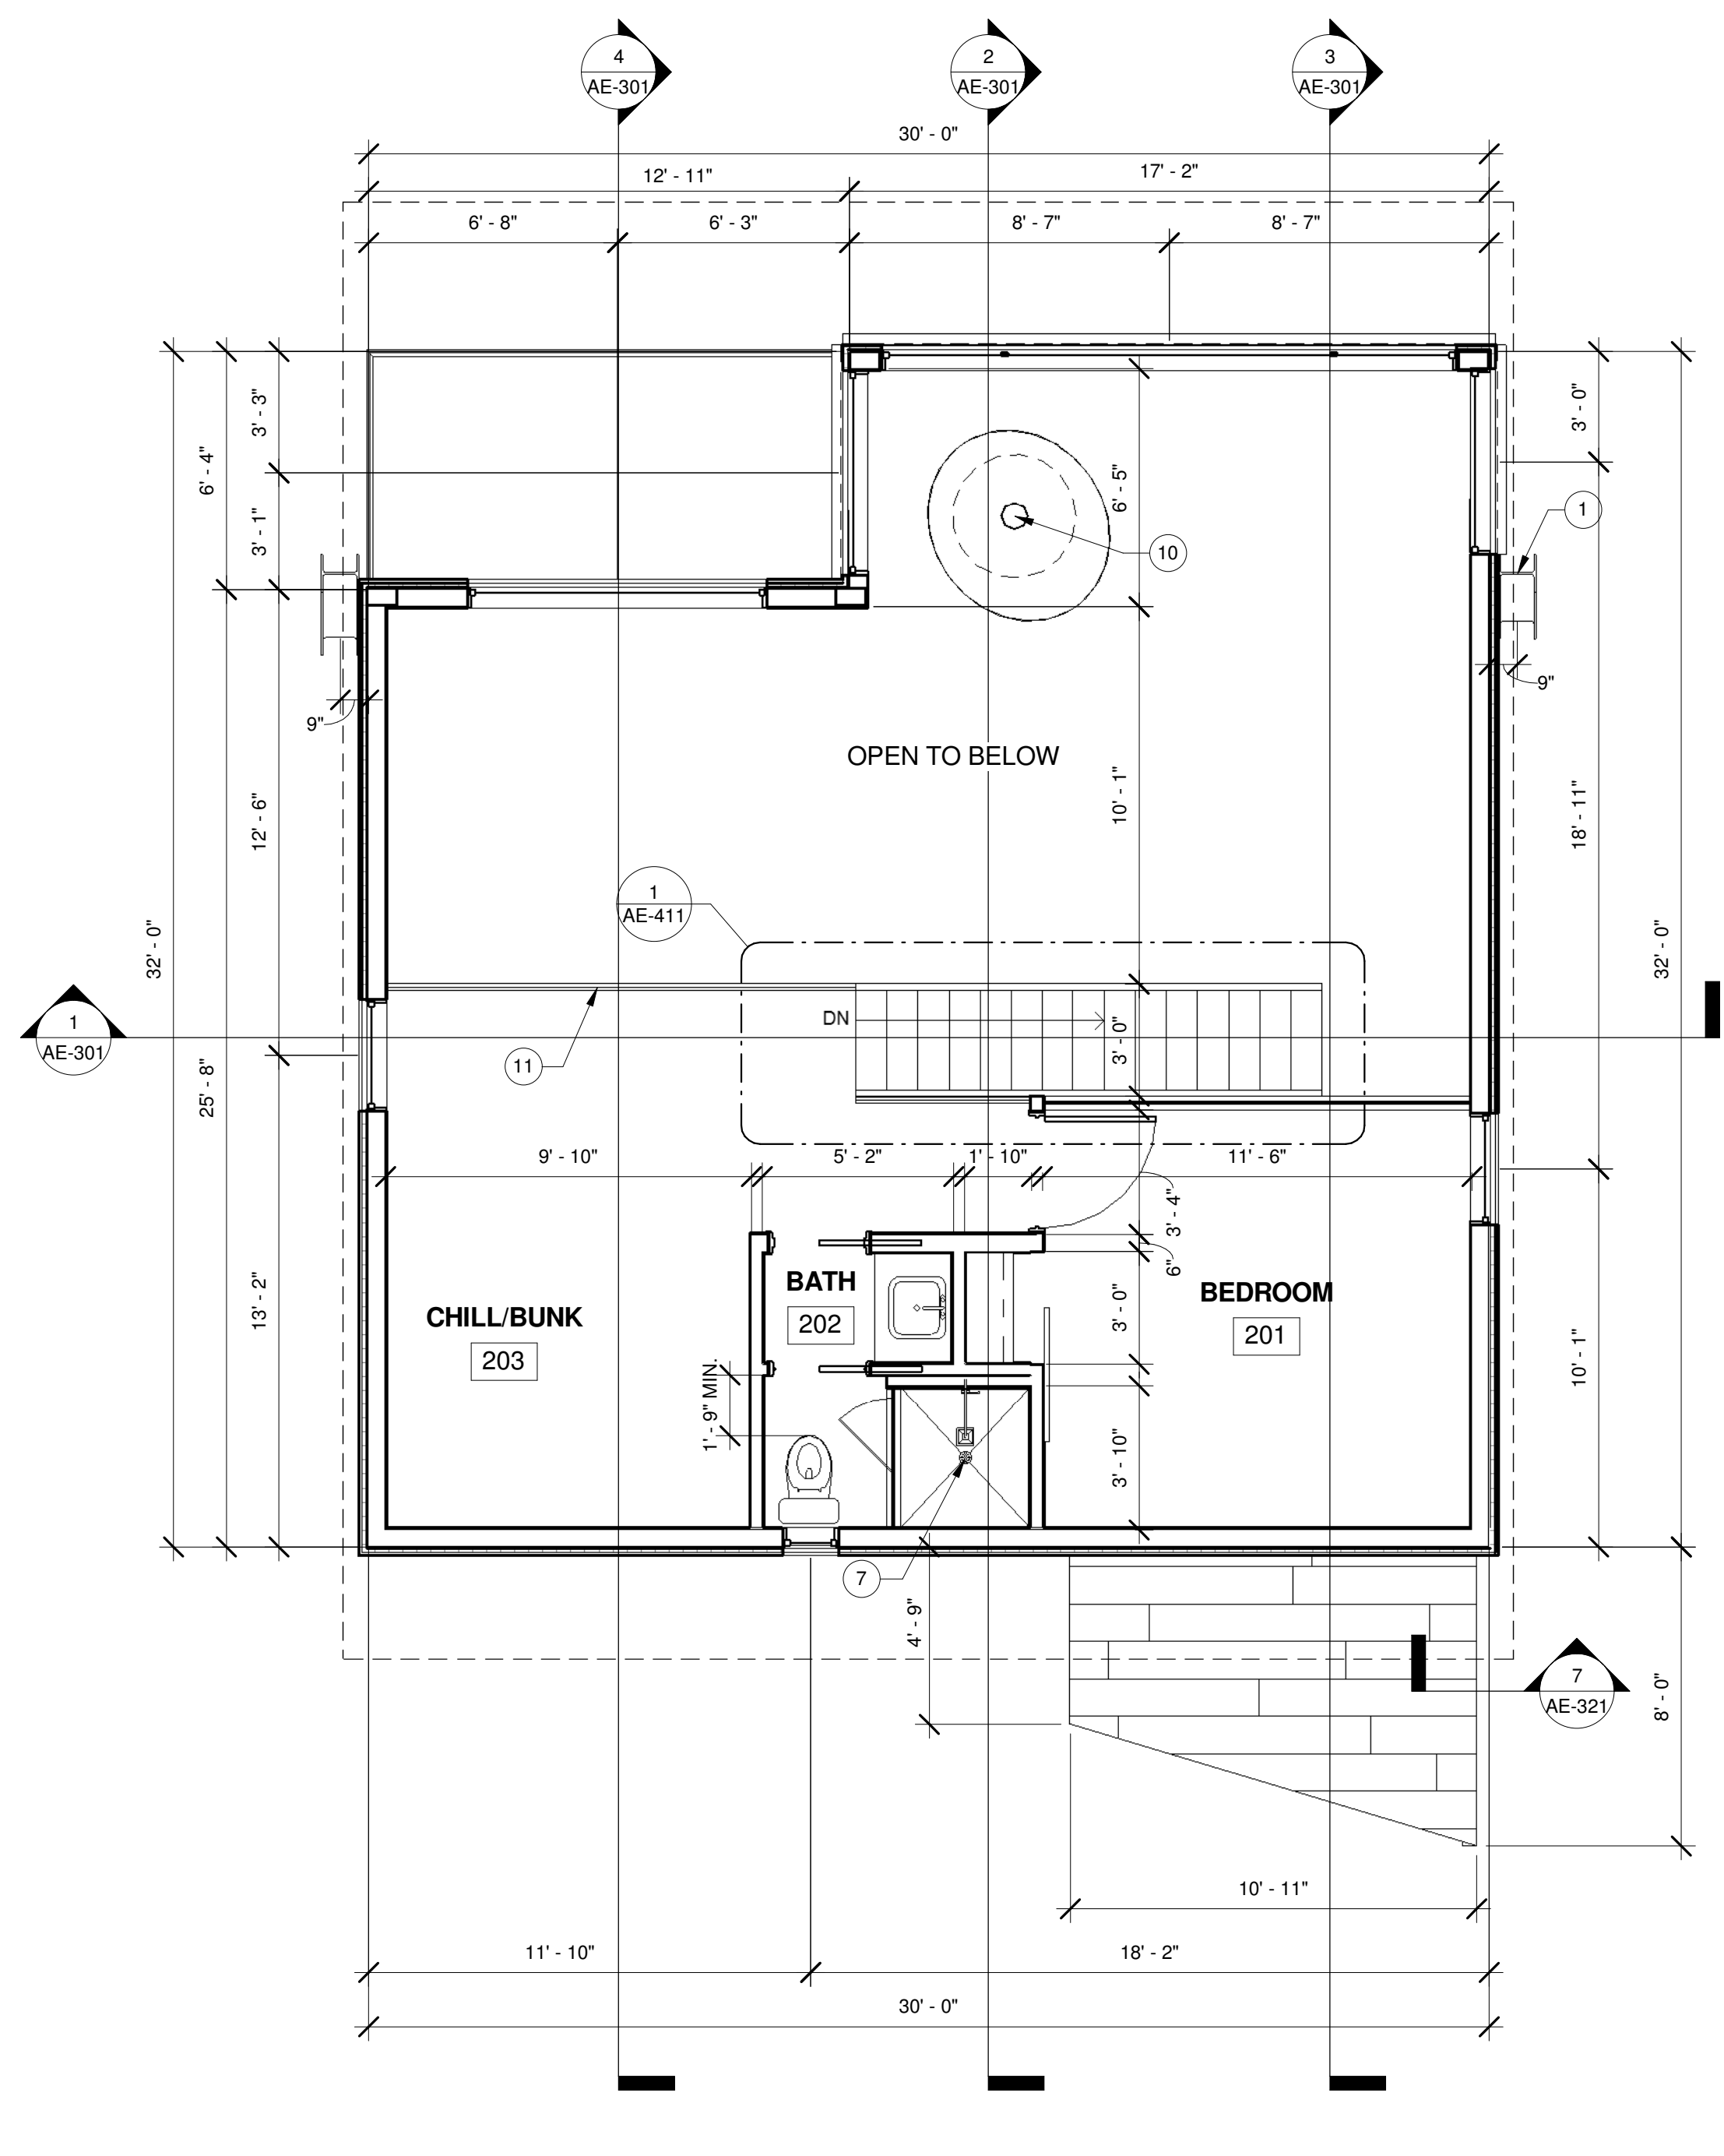 4
AE-301
2
AE-301
3
AE-301
30' - 0"
12' - 11"
17' - 2"
6' - 8"
6' - 3"
8' - 7"
8' - 7"
3' - 3"
6' - 4"
3' - 1"
3' - 0"
6' - 5"
1
10
9"
9"
OPEN TO BELOW
10' - 1"
12' - 6"
18' - 11"
32' - 0"
32' - 0"
1
AE-411
1
AE-301
DN
3' - 0"
11
25' - 8"
9' - 10"
5' - 2"
1' - 10"
11' - 6"
3' - 4"
6"
BATH
202
BEDROOM
201
CHILL/BUNK
203
13' - 2"
3' - 0"
10' - 1"
1' - 9" MIN.
3' - 10"
7
4' - 9"
7
AE-321
8' - 0"
10' - 11"
11' - 10"
18' - 2"
30' - 0"